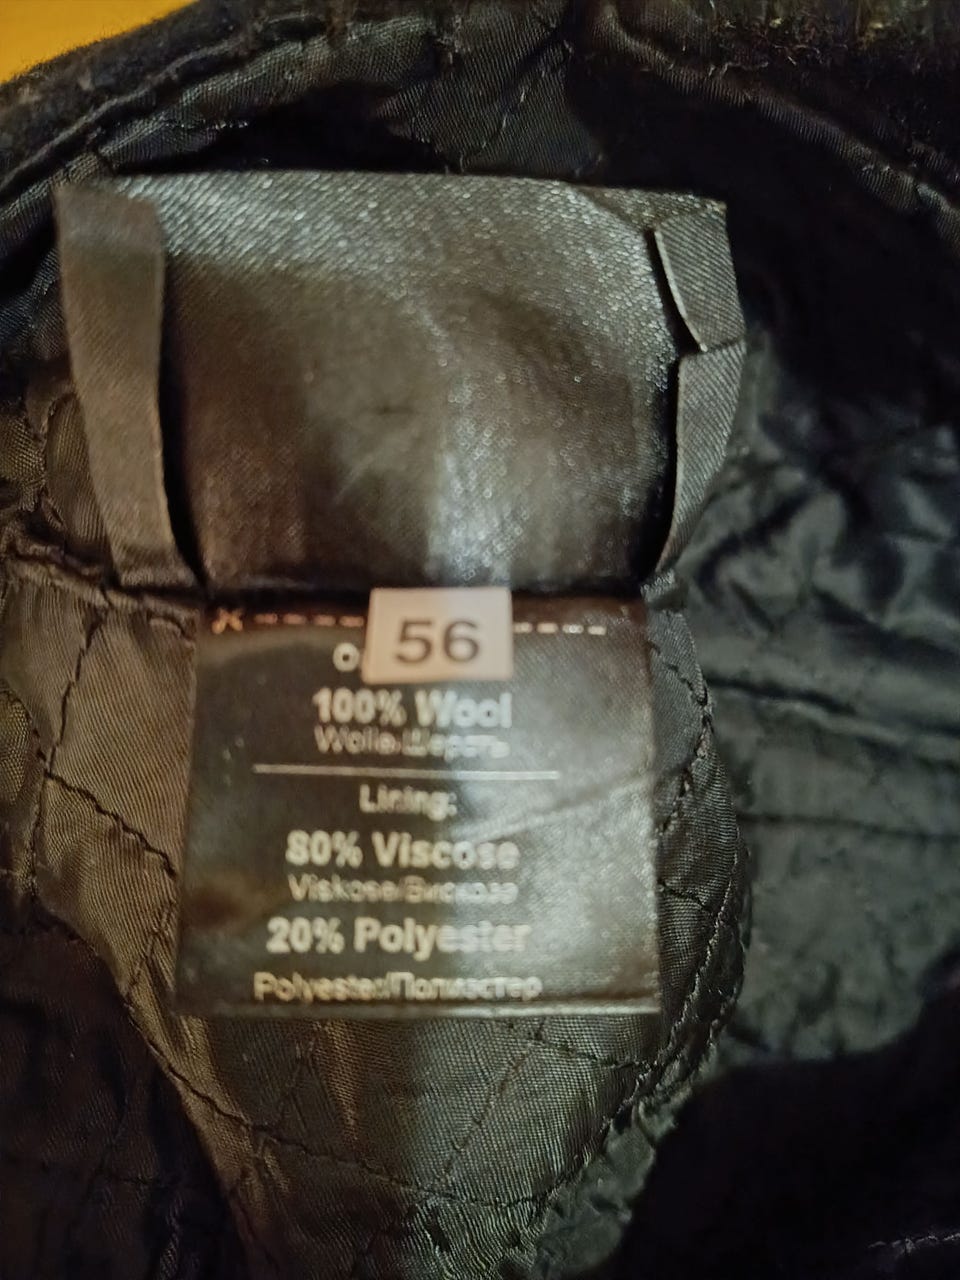 56
100% Wool
Wolle/Шерсть
Lining:
80% Viscose
Viskose/Вискоза
20% Polyester
Polyester/Полиэстер